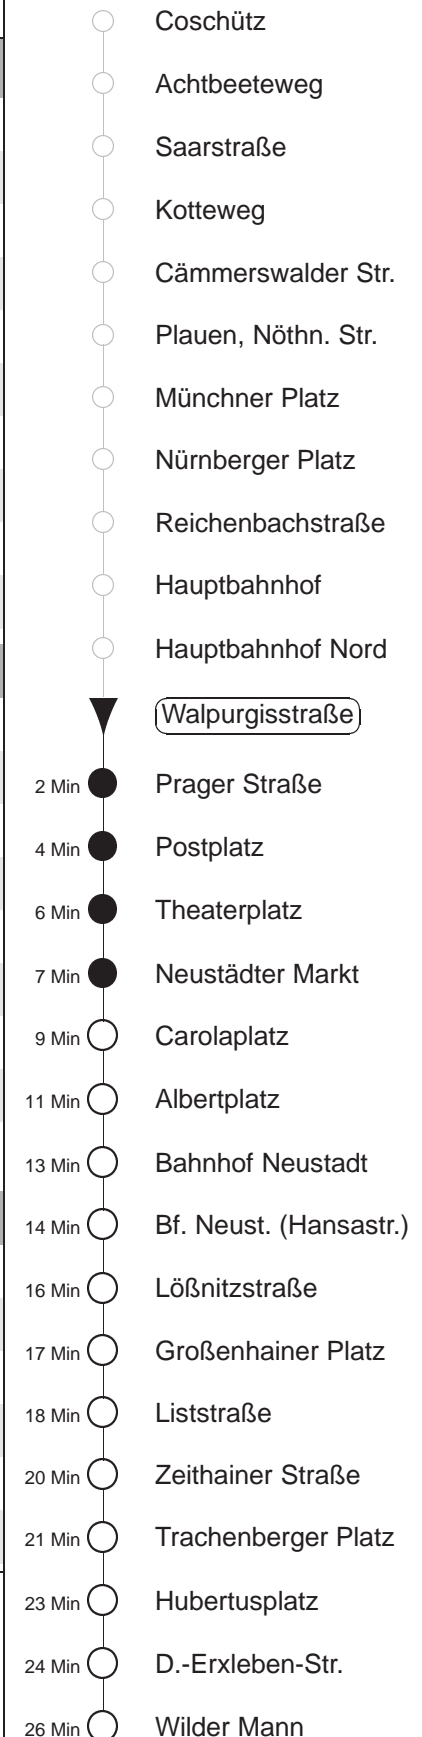 Coschütz
Achtbeeteweg
Saarstraße
Kotteweg
Cämmerswalder Str.
Plauen, Nöthn. Str.
Münchner Platz
Nürnberger Platz
Reichenbachstraße
Hauptbahnhof
Hauptbahnhof Nord
Walpurgisstraße
2 Min Prager Straße
4 Min Postplatz
6 Min Theaterplatz
7 Min Neustädter Markt
9 Min Carolaplatz
11 Min Albertplatz
13 Min Bahnhof Neustadt
14 Min Bf. Neust. (Hansastr.)
16 Min Lößnitzstraße
17 Min Großenhainer Platz
18 Min Liststraße
20 Min Zeithainer Straße
21 Min Trachenberger Platz
23 Min Hubertusplatz
24 Min D.-Erxleben-Str.
26 Min Wilder Mann